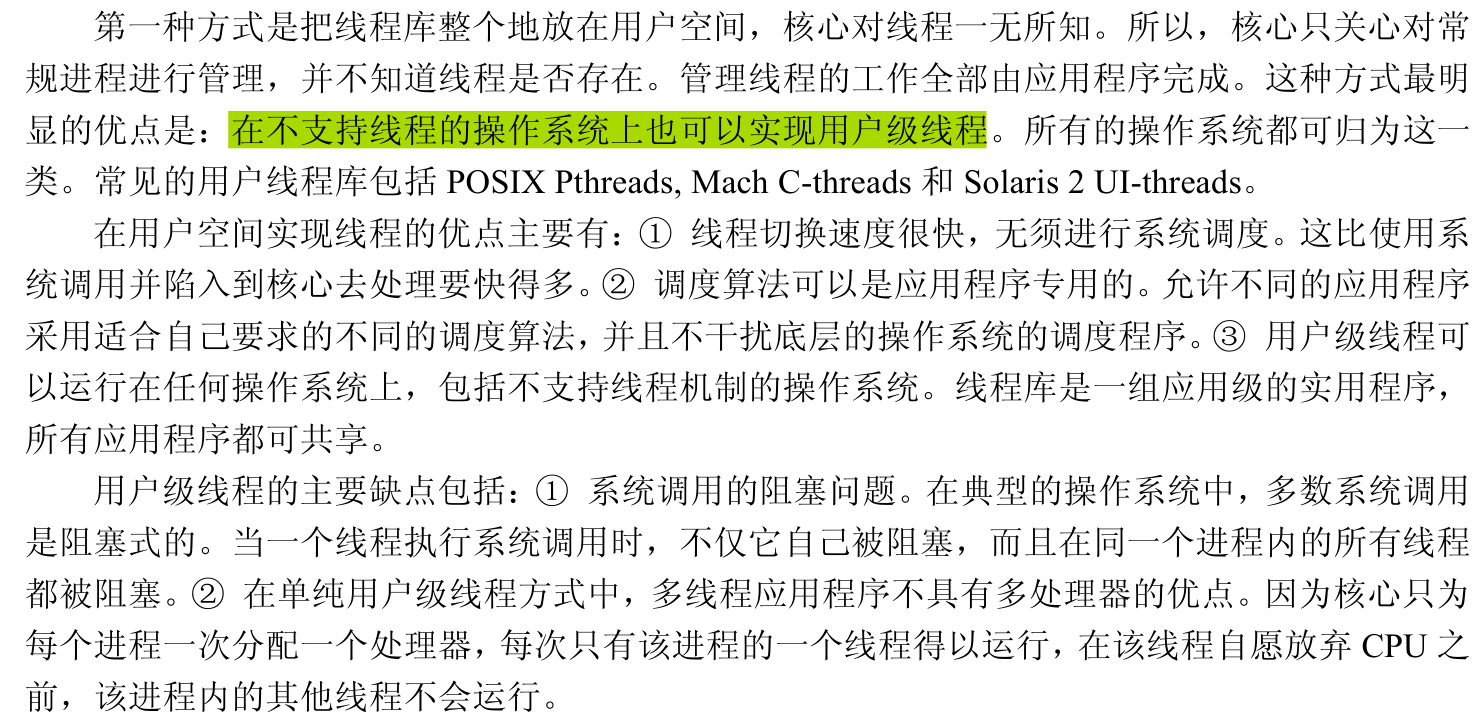 第一种方式是把线程库整个地放在用户空间，核心对线程一无所知。所以，核心只关心对常
规进程进行管理，并不知道线程是否存在。管理线程的工作全部由应用程序完成。这种方式最明
显的优点是：在不支持线程的操作系统上也可以实现用户级线程。所有的操作系统都可归为这一
类。常见的用户线程库包括 POSIX Pthreads, Mach C-threads 和 Solaris 2 UI-threads。
在用户空间实现线程的优点主要有：① 线程切换速度很快，无须进行系统调度。这比使用系
统调用并陷入到核心去处理要快得多。② 调度算法可以是应用程序专用的。允许不同的应用程序
采用适合自己要求的不同的调度算法，并且不干扰底层的操作系统的调度程序。③ 用户级线程可
以运行在任何操作系统上，包括不支持线程机制的操作系统。线程库是一组应用级的实用程序，
所有应用程序都可共享。
用户级线程的主要缺点包括：① 系统调用的阻塞问题。在典型的操作系统中，多数系统调用
是阻塞式的。当一个线程执行系统调用时，不仅它自己被阻塞，而且在同一个进程内的所有线程
都被阻塞。② 在单纯用户级线程方式中，多线程应用程序不具有多处理器的优点。因为核心只为
每个进程一次分配一个处理器，每次只有该进程的一个线程得以运行，在该线程自愿放弃 CPU 之
前，该进程内的其他线程不会运行。